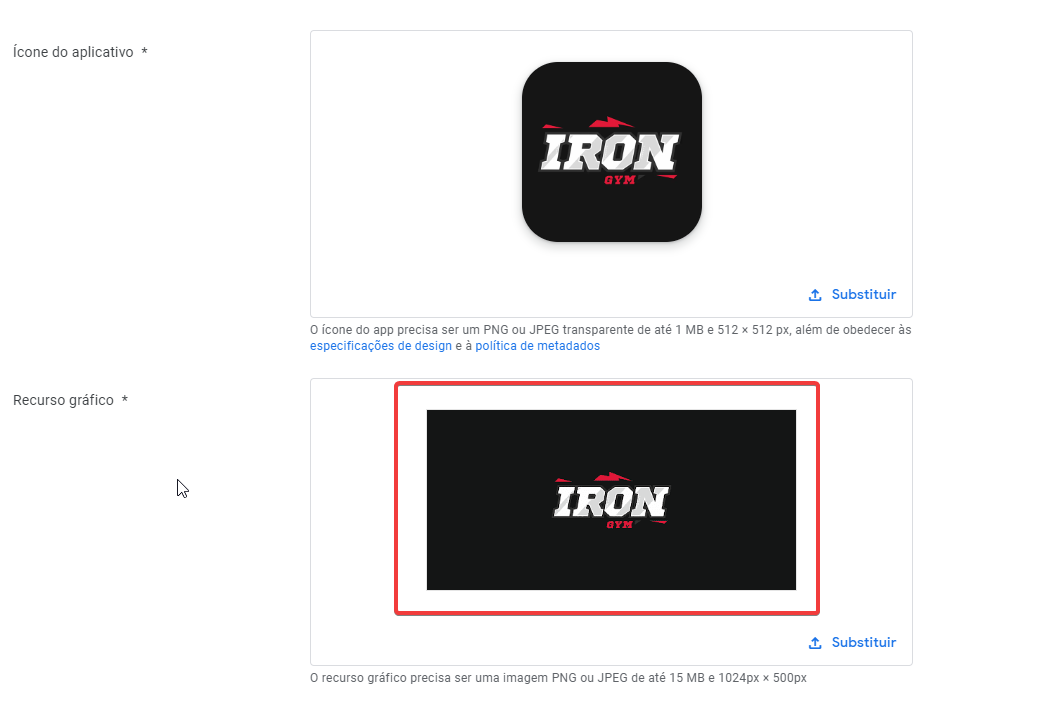 Ícone do aplicativo *
IRON
GYM
Substituir
O ícone do app precisa ser um PNG ou JPEG transparente de até 1 MB e 512 × 512 px, além de obedecer às
especificações de design e à política de metadados
Recurso gráfico *
IRON
GYM
Substituir
O recurso gráfico precisa ser uma imagem PNG ou JPEG de até 15 MB e 1024px × 500px